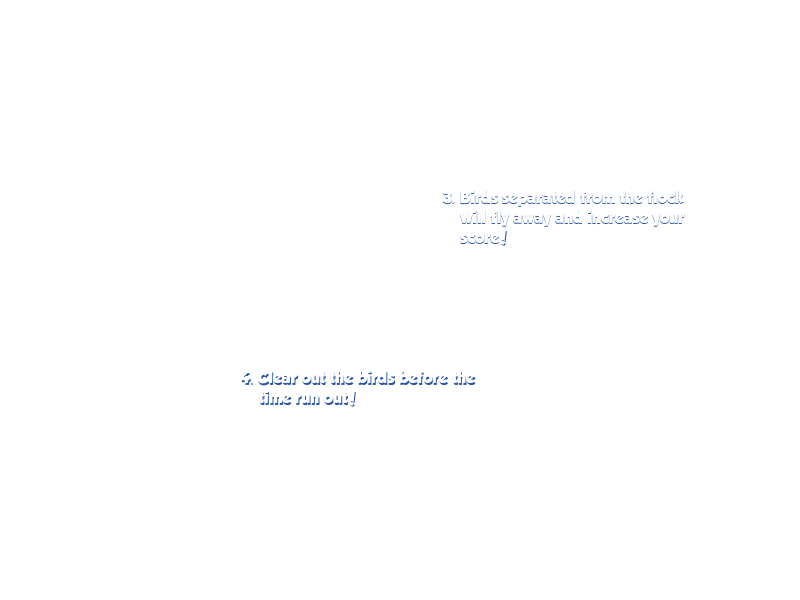 3. Birds separated from the flock
will fly away and increase your
score!
4. Clear out the birds before the
time run out!